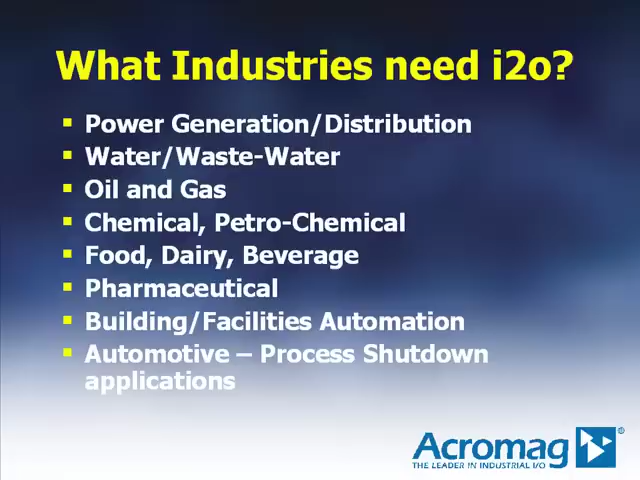 What Industries need i2o?
Power Generation/Distribution
Water/Waste-Water
Oil and Gas
Chemical, Petro-Chemical
Food, Dairy, Beverage
Pharmaceutical
Building/Facilities Automation
Automotive – Process Shutdown
applications
Acromag®
THE LEADER IN INDUSTRIAL I/O